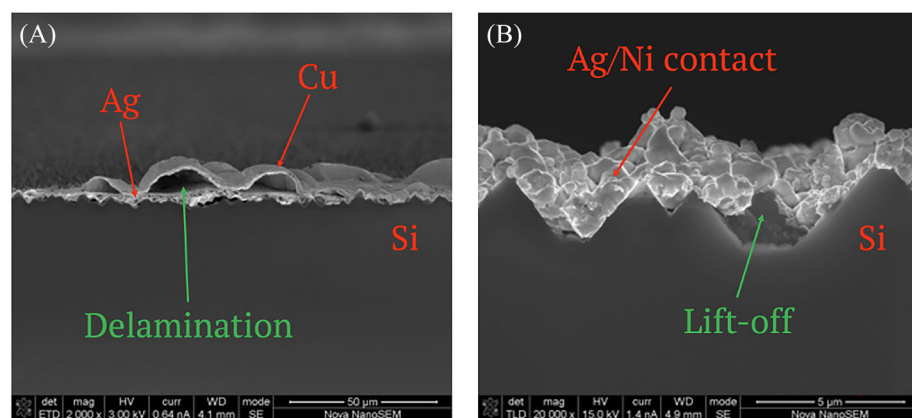 (A)
Ag
Cu
Si
Delamination
det mag HV curr WD mode
ETD 2 000 x 3.00 kV 0.64 nA 4.1 mm SE
50 µm
Nova NanoSEM
(B)
Ag/Ni contact
Si
Lift-off
det mag HV curr WD mode
TLD 20 000 x 15.0 kV 1.4 nA 4.9 mm SE
5 µm
Nova NanoSEM